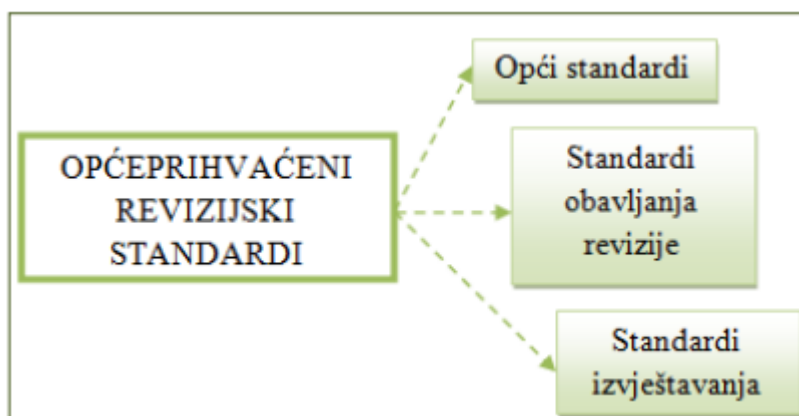 OPĆEPRIHVAĆENI
REVIZIJSKI
STANDARDI
Opći standardi
Standardi
obavljanja
revizije
Standardi
izvještavanja